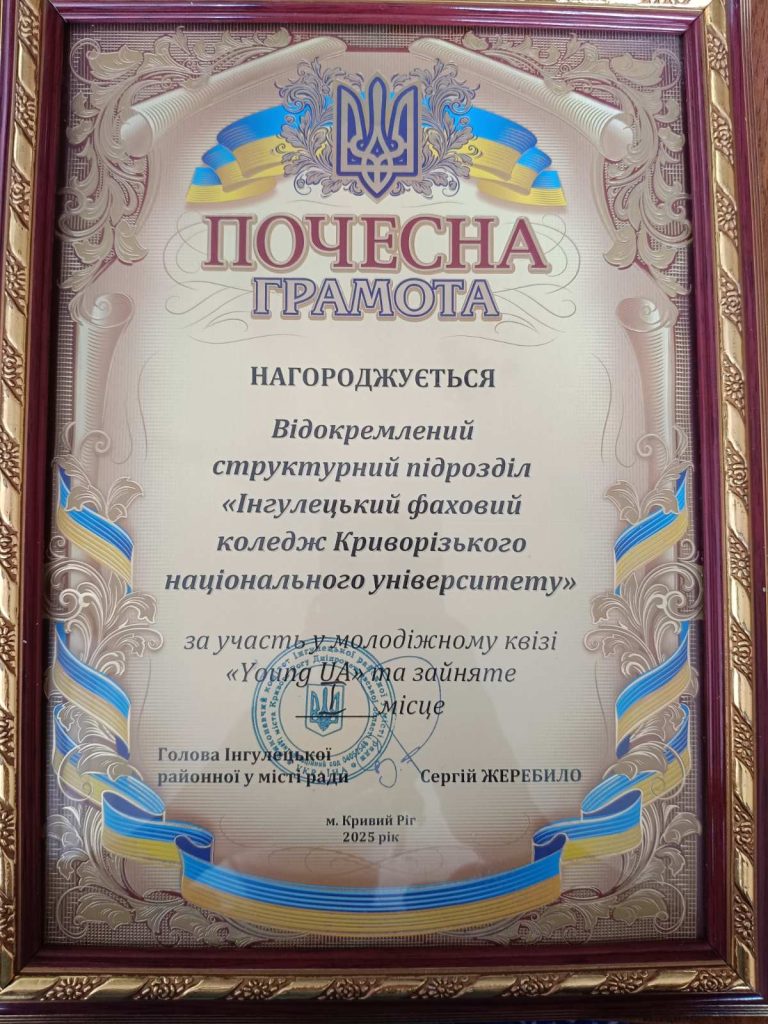 ПОЧЕСНА
ГРАМОТА
НАГОРОДЖУЄТЬСЯ
Відокремлений
структурний підрозділ
«Інгулецький фаховий
коледж Криворізького
національного університету»
за участь у молодіжному квізі
«Young UA» та зайняте
місце
Голова Інгулецької
районної у місті ради
Сергій ЖЕРЕБИЛО
м. Кривий Ріг
2025 рік